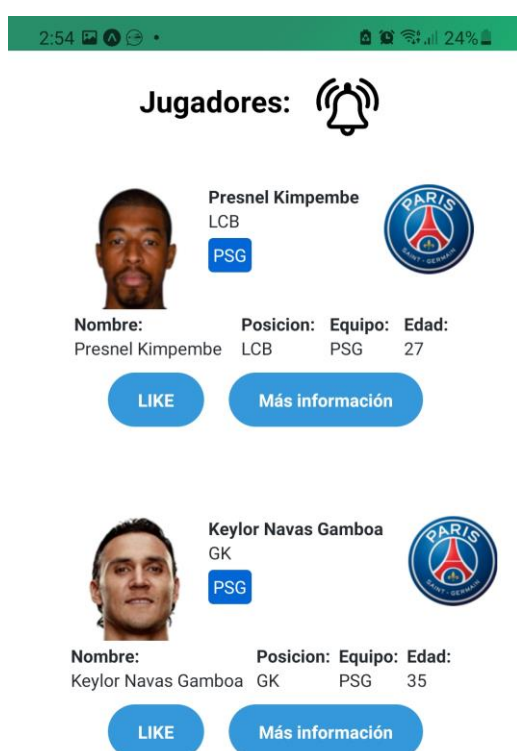 2:54 24%
Jugadores:
Presnel Kimpembe
LCB
PSG
PARIS
SAINT-GERMAIN
Nombre: Posicion: Equipo: Edad:
Presnel Kimpembe LCB PSG 27
LIKE Más información
Keylor Navas Gamboa
GK
PSG
PARIS
SAINT-GERMAIN
Nombre: Posicion: Equipo: Edad:
Keylor Navas Gamboa GK PSG 35
LIKE Más información